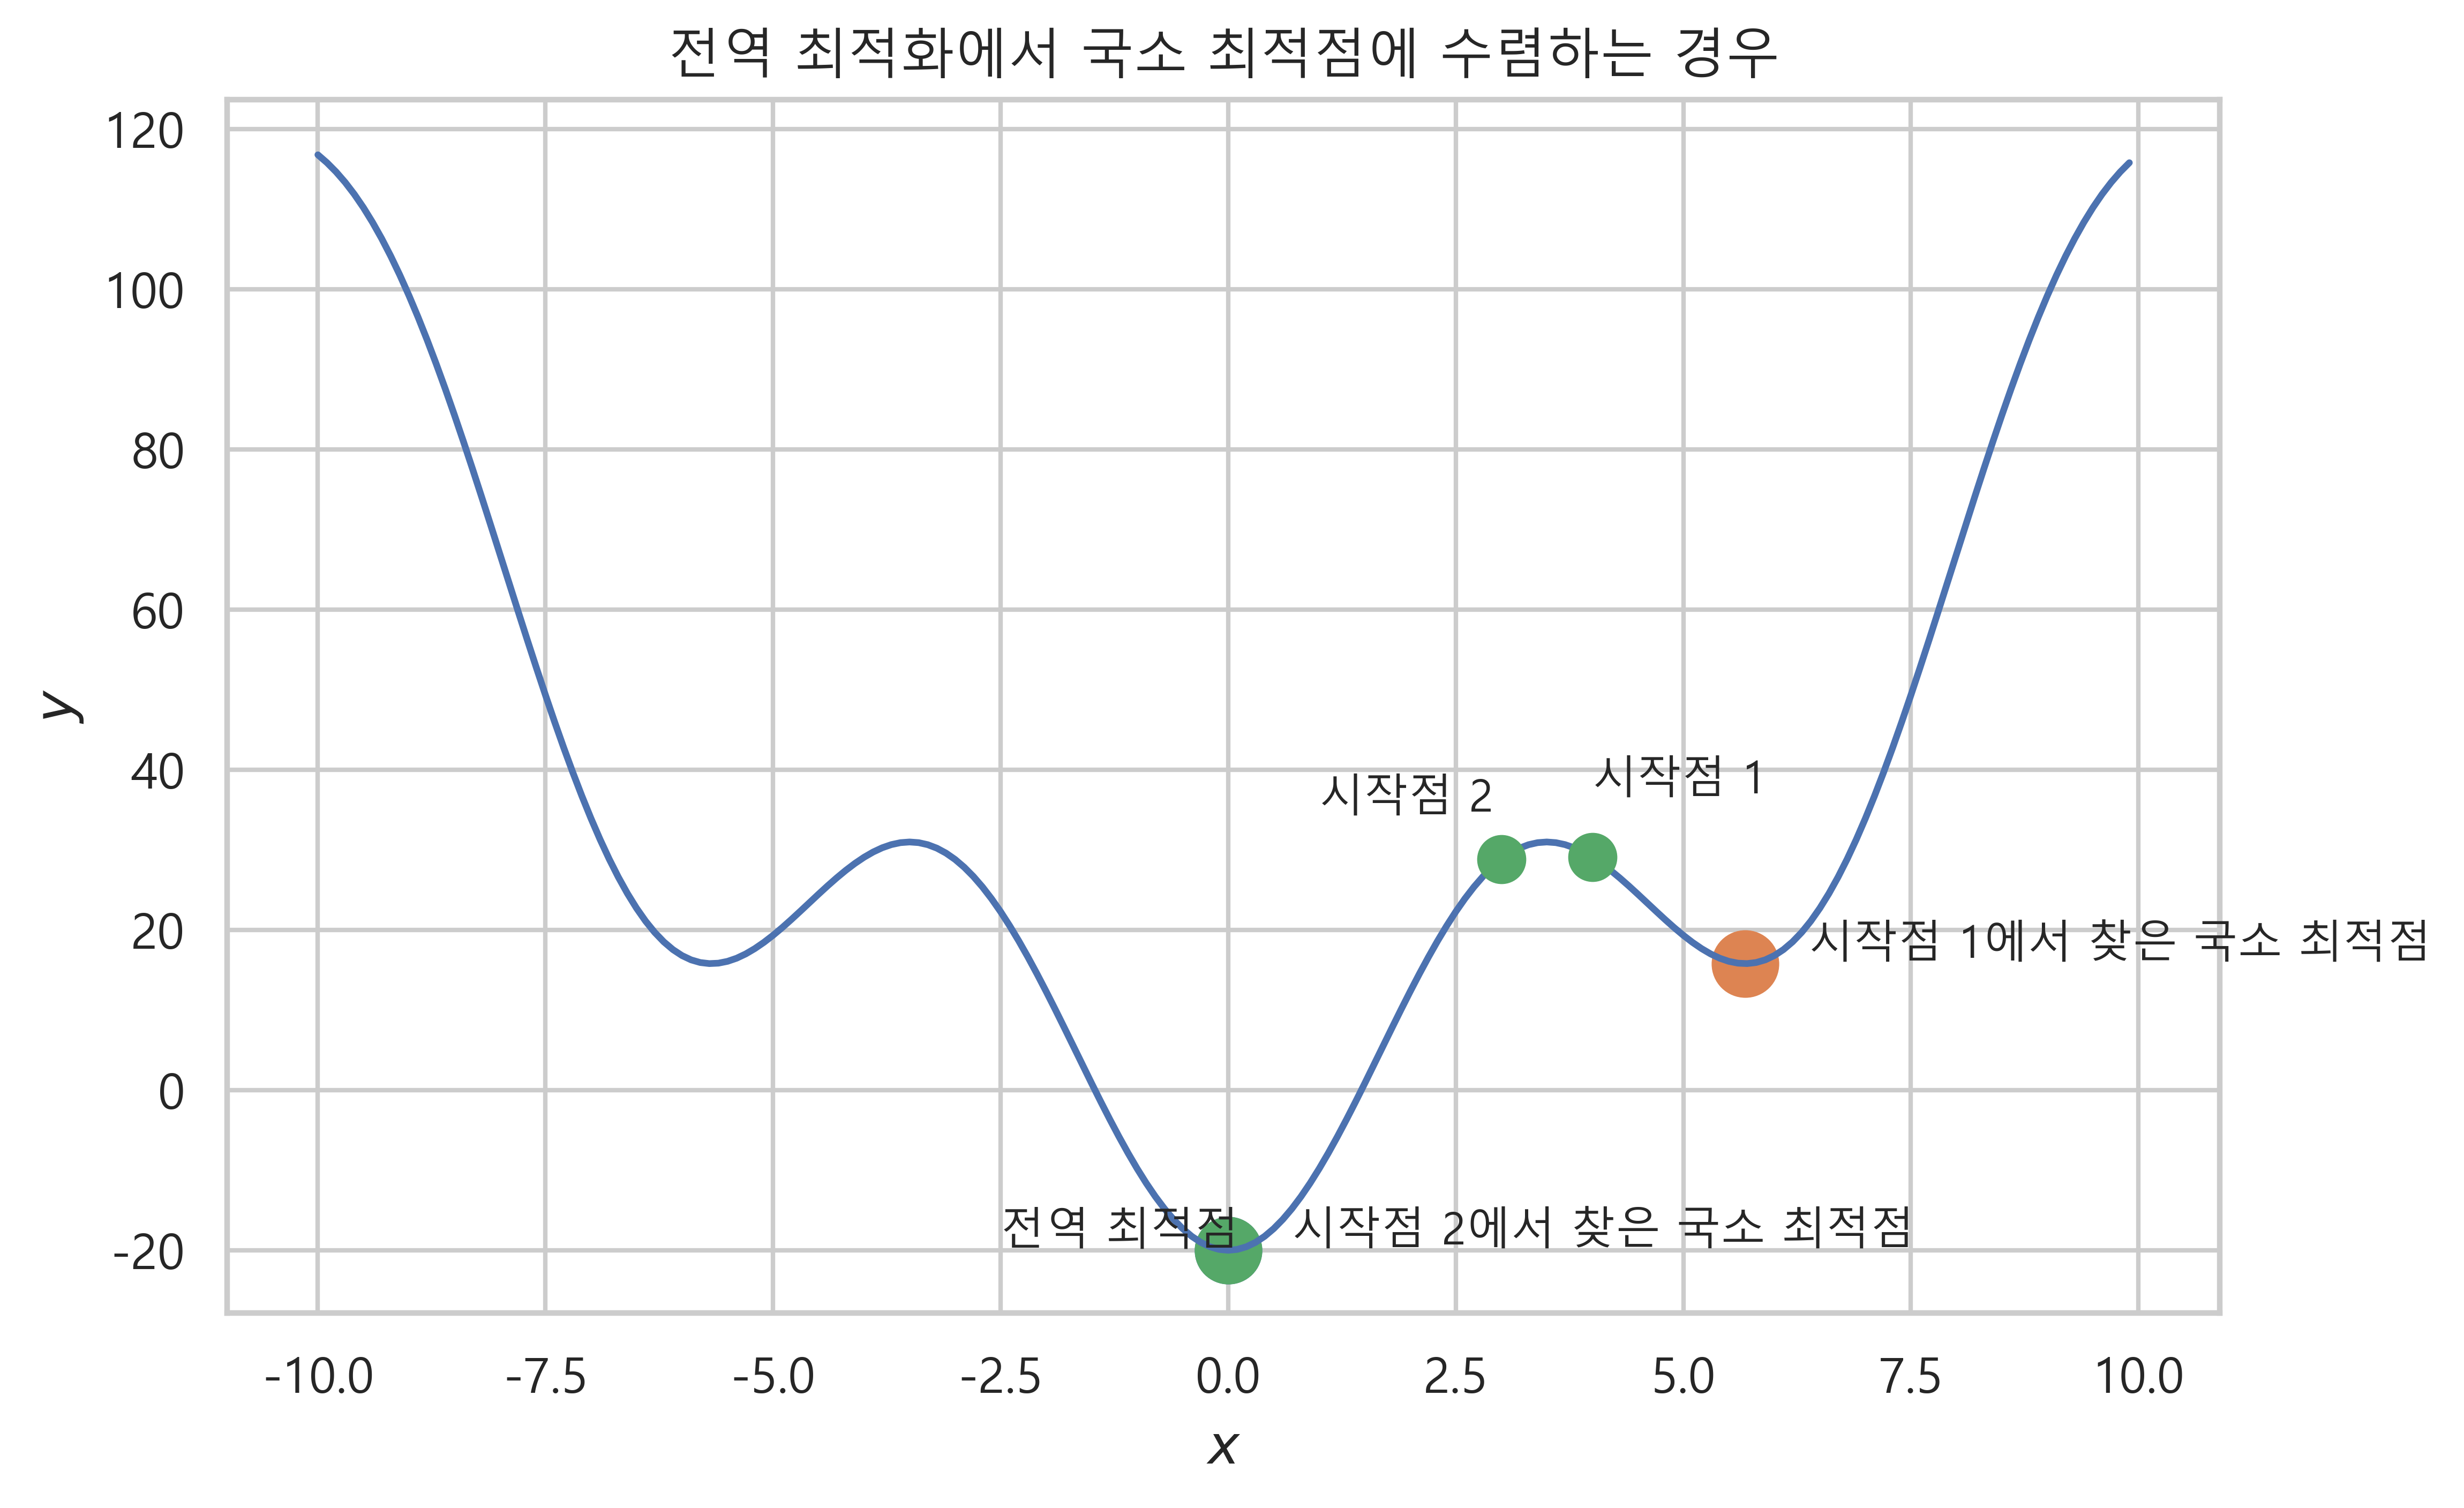 전역 최적화에서 국소 최적점에 수렴하는 경우
120
100
80
60
40
20
0
-20
y
시작점 1
시작점 2
시작점 1에서 찾은 국소 최적점
전역 최적점
시작점 2에서 찾은 국소 최적점
-10.0 -7.5 -5.0 -2.5 0.0 2.5 5.0 7.5 10.0
x